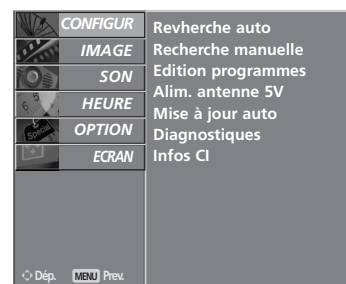 CONFIGUR
IMAGE
SON
HEURE
OPTION
ECRAN
Revherche auto
Recherche manuelle
Edition programmes
Alim. antenne 5V
Mise à jour auto
Diagnostiques
Infos CI
Dép. MENU Prev.